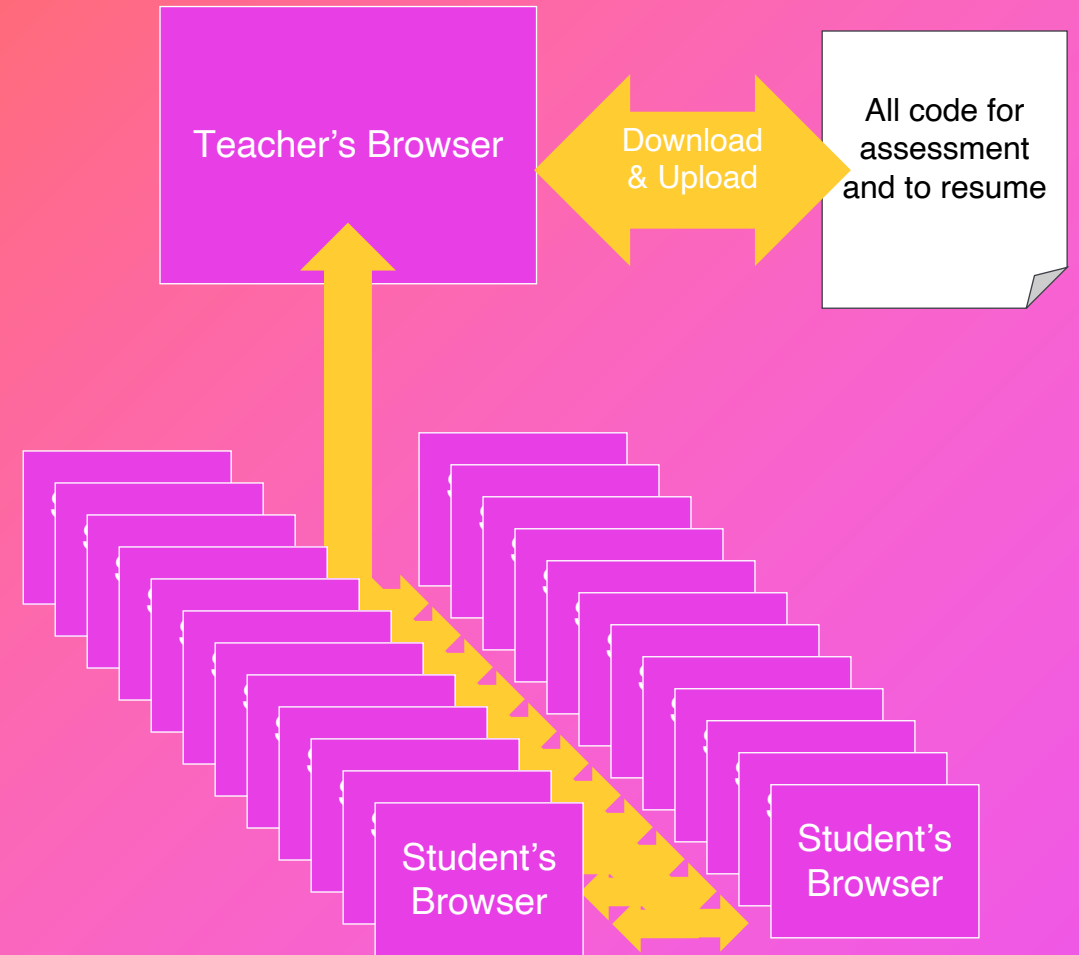 Teacher’s Browser
Download
& Upload
All code for
assessment
and to resume
Student’s
Browser
Student’s
Browser